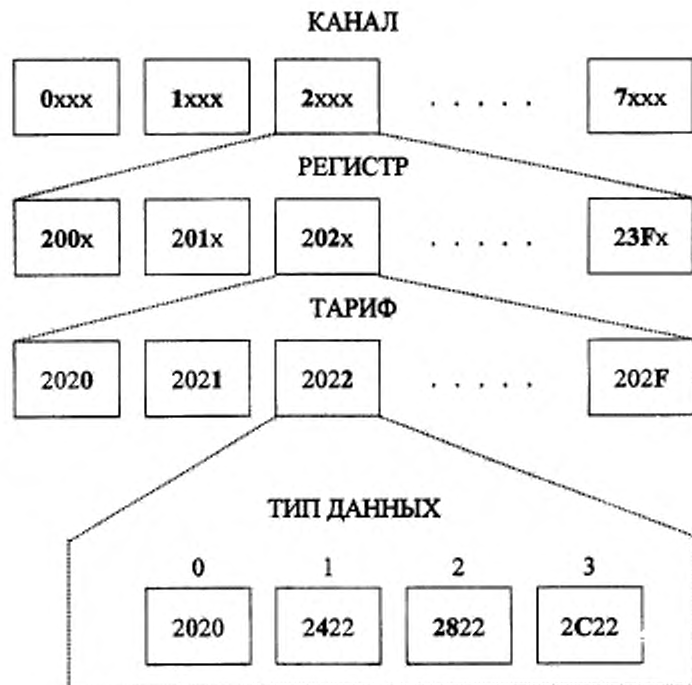 КАНАЛ
0xxx 1xxx 2xxx . . . . . 7xxx
РЕГИСТР
200x 201x 202x . . . . . 23Fx
ТАРИФ
2020 2021 2022 . . . . . 202F
ТИП ДАННЫХ
0 1 2 3
2020 2422 2822 2C22